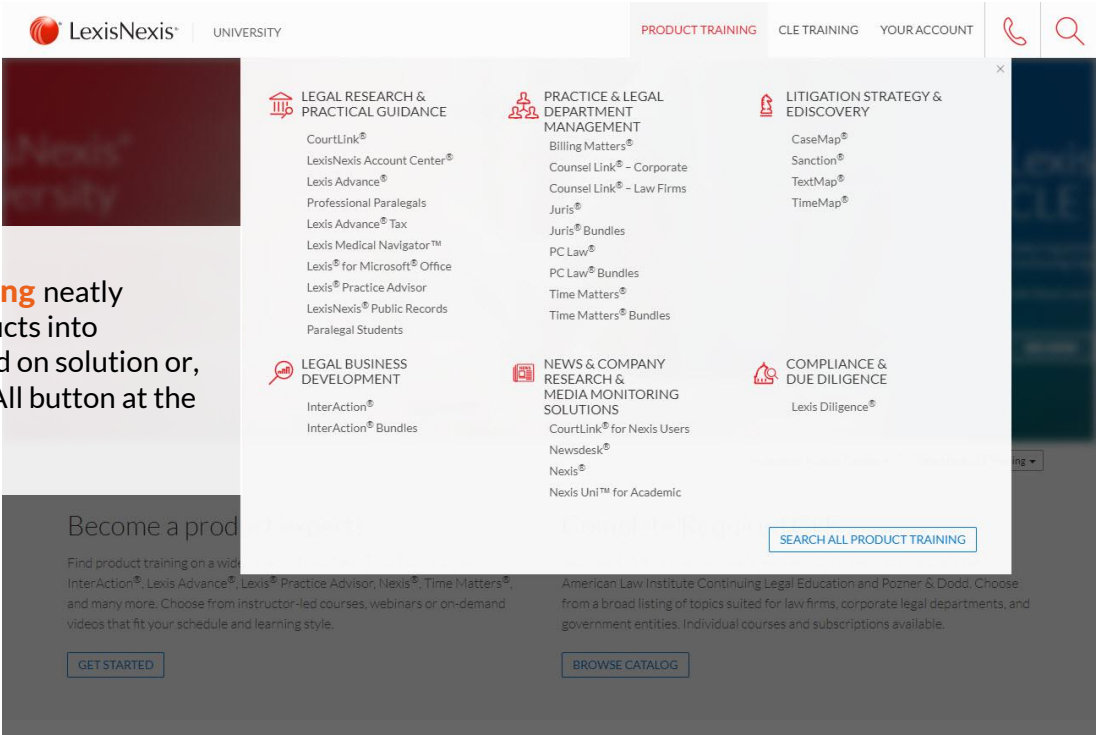 LexisNexis®
UNIVERSITY
PRODUCT TRAINING
CLE TRAINING
YOUR ACCOUNT
×
LEGAL RESEARCH &
PRACTICAL GUIDANCE
CourtLink®
LexisNexis Account Center®
Lexis Advance®
Professional Paralegals
Lexis Advance® Tax
Lexis Medical Navigator™
Lexis® for Microsoft® Office
Lexis® Practice Advisor
LexisNexis® Public Records
Paralegal Students
PRACTICE & LEGAL
DEPARTMENT
MANAGEMENT
Billing Matters®
Counsel Link® – Corporate
Counsel Link® – Law Firms
Juris®
Juris® Bundles
PC Law®
PC Law® Bundles
Time Matters®
Time Matters® Bundles
LITIGATION STRATEGY &
EDISCOVERY
CaseMap®
Sanction®
TextMap®
TimeMap®
LEGAL BUSINESS
DEVELOPMENT
InterAction®
InterAction® Bundles
NEWS & COMPANY
RESEARCH &
MEDIA MONITORING
SOLUTIONS
CourtLink® for Nexis Users
Newsdesk®
Nexis®
Nexis Uni™ for Academic
COMPLIANCE &
DUE DILIGENCE
Lexis Diligence®
SEARCH ALL PRODUCT TRAINING
ng neatly
ucts into
d on solution or,
All button at the
ing
Become a prod
Find product training on a wide
InterAction®, Lexis Advance®, Lexis® Practice Advisor, Nexis®, Time Matters®,
and many more. Choose from instructor-led courses, webinars or on-demand
videos that fit your schedule and learning style.
GET STARTED
American Law Institute Continuing Legal Education and Pozner & Dodd. Choose
from a broad listing of topics suited for law firms, corporate legal departments, and
government entities. Individual courses and subscriptions available.
BROWSE CATALOG